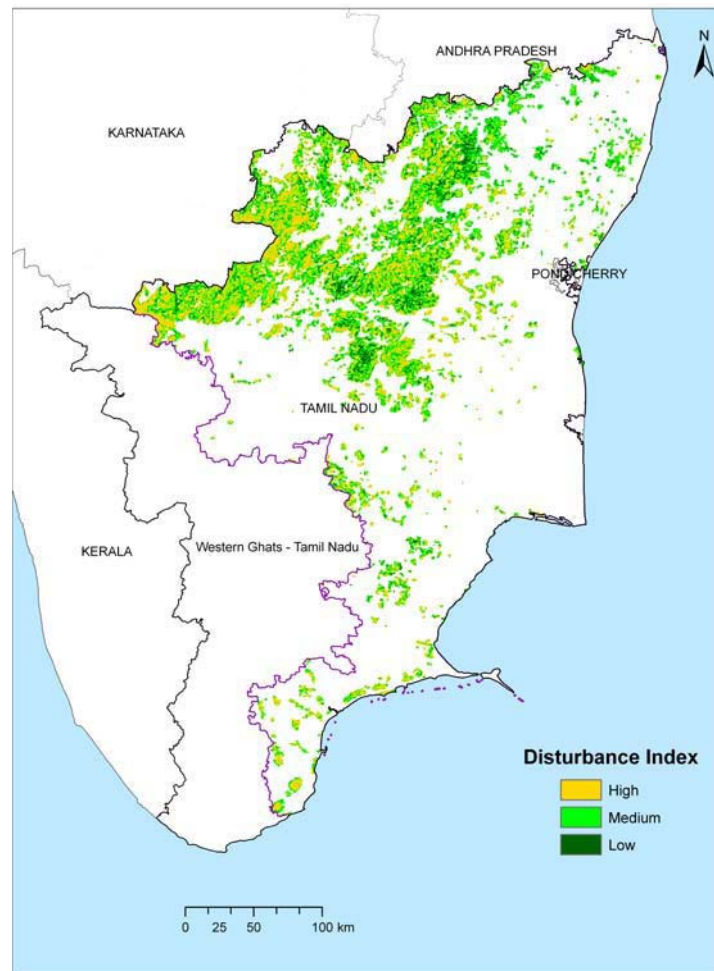 N
ANDHRA PRADESH
KARNATAKA
PONDICHERRY
TAMIL NADU
KERALA
Western Ghats - Tamil Nadu
Disturbance Index
High
Medium
Low
0 25 50 100 km